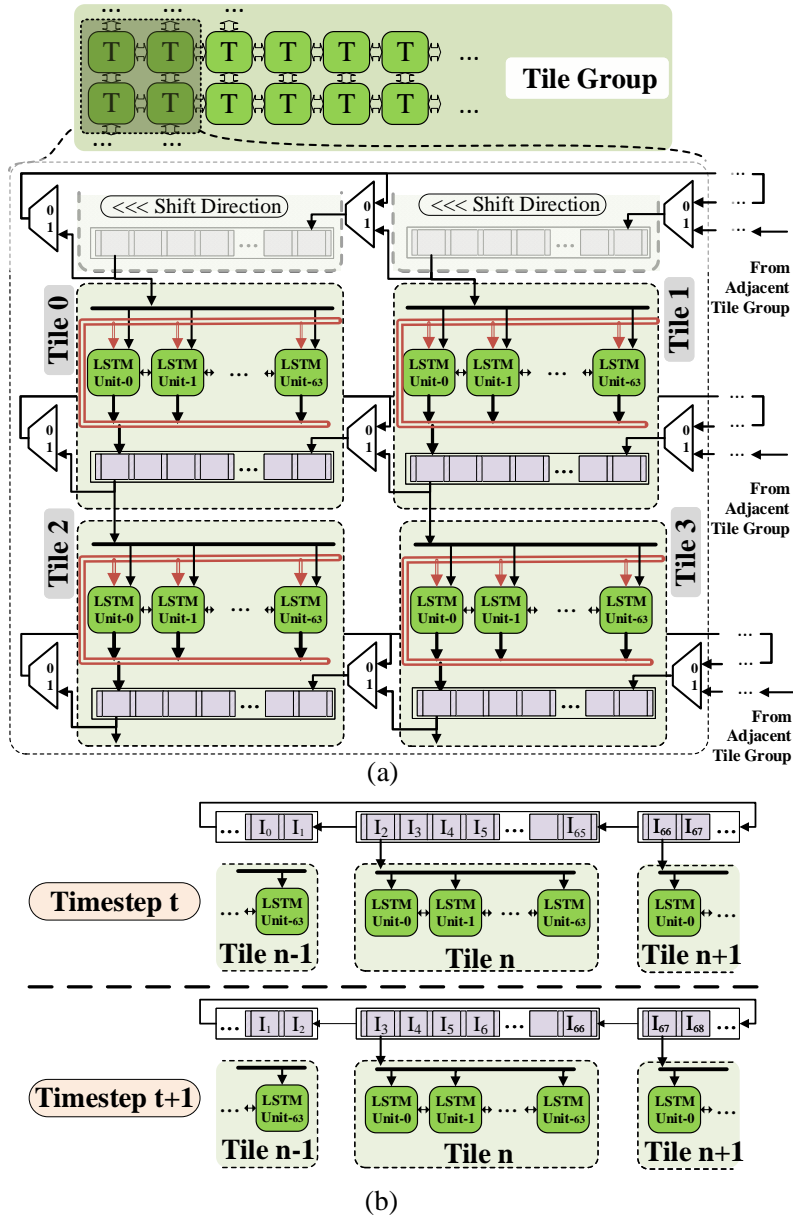 ... ... ...
T T T T T T ...
T T T T T T ...
Tile Group
... ...
<<< Shift Direction
<<< Shift Direction
0
1
0
1
0
1
...
...
...
...
From
Adjacent
Tile Group
Tile 0
Tile 1
LSTM
Unit-0
LSTM
Unit-1
...
LSTM
Unit-63
LSTM
Unit-0
LSTM
Unit-1
...
LSTM
Unit-63
0
1
0
1
0
1
...
...
...
...
...
From
Adjacent
Tile Group
Tile 2
Tile 3
LSTM
Unit-0
LSTM
Unit-1
...
LSTM
Unit-63
LSTM
Unit-0
LSTM
Unit-1
...
LSTM
Unit-63
0
1
0
1
0
1
...
...
...
...
...
From
Adjacent
Tile Group
(a)
... I0 I1
I2 I3 I4 I5 ... I65
I66 I67 ...
Timestep t
... LSTM
Unit-63
LSTM
Unit-0
LSTM
Unit-1
...
LSTM
Unit-63
LSTM
Unit-0
...
Tile n-1
Tile n
Tile n+1
... I1 I2
I3 I4 I5 I6 ... I66
I67 I68 ...
Timestep t+1
... LSTM
Unit-63
LSTM
Unit-0
LSTM
Unit-1
...
LSTM
Unit-63
LSTM
Unit-0
...
Tile n-1
Tile n
Tile n+1
(b)